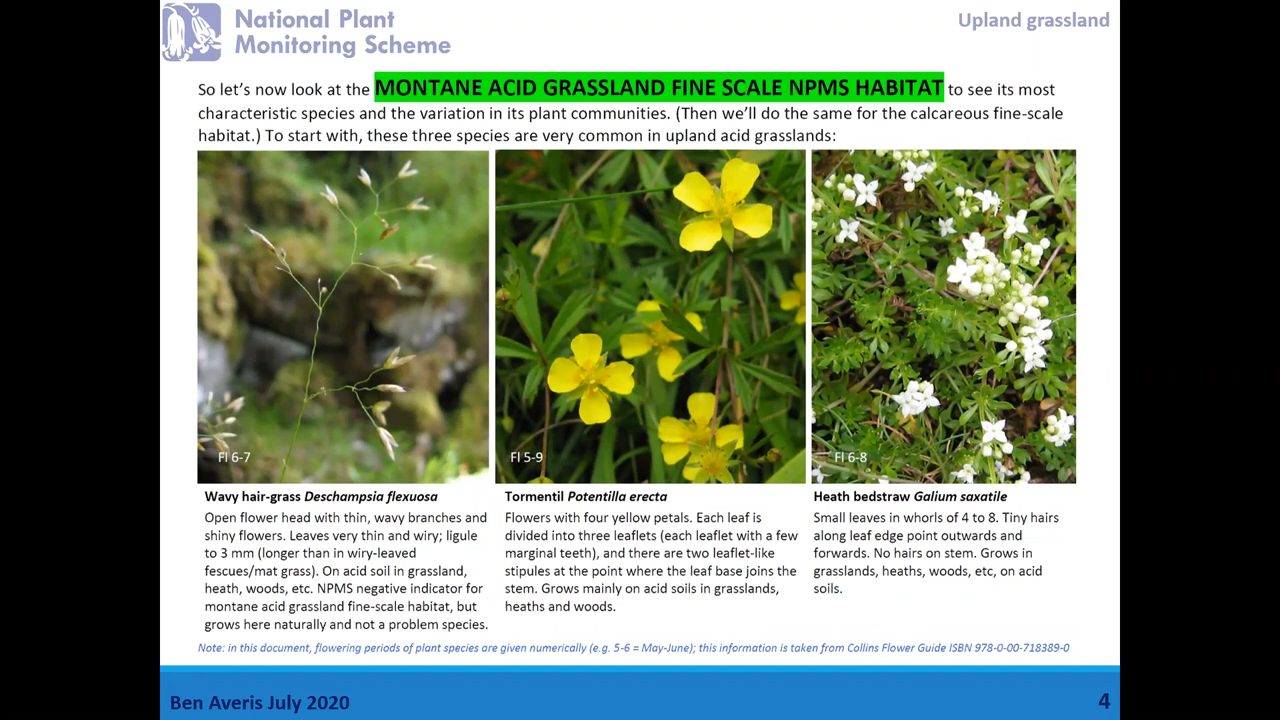 National Plant
Monitoring Scheme
Upland grassland
So let's now look at the MONTANE ACID GRASSLAND FINE SCALE NPMS HABITAT to see its most
characteristic species and the variation in its plant communities. (Then we'll do the same for the calcareous fine-scale
habitat.) To start with, these three species are very common in upland acid grasslands:
Fl 6-7
Fl 5-9
Fl 6-8
Wavy hair-grass Deschampsia flexuosa
Open flower head with thin, wavy branches and
shiny flowers. Leaves very thin and wiry; ligule
to 3 mm (longer than in wiry-leaved
fescues/mat grass). On acid soil in grassland,
heath, woods, etc. NPMS negative indicator for
montane acid grassland fine-scale habitat, but
grows here naturally and not a problem species.
Tormentil Potentilla erecta
Flowers with four yellow petals. Each leaf is
divided into three leaflets (each leaflet with a few
marginal teeth), and there are two leaflet-like
stipules at the point where the leaf base joins the
stem. Grows mainly on acid soils in grasslands,
heaths and woods.
Heath bedstraw Galium saxatile
Small leaves in whorls of 4 to 8. Tiny hairs
along leaf edge point outwards and
forwards. No hairs on stem. Grows in
grasslands, heaths, woods, etc, on acid
soils.
Note: in this document, flowering periods of plant species are given numerically (e.g. 5-6 = May-June); this information is taken from Collins Flower Guide ISBN 978-0-00-718389-0
Ben Averis July 2020
4